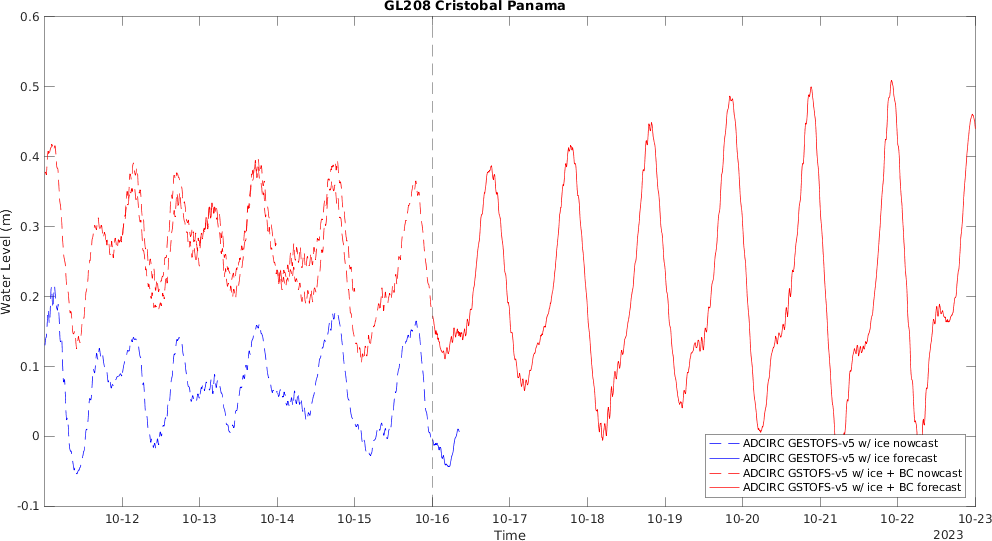 GL208 Cristobal Panama
0.6
0.5
0.4
0.3
0.2
0.1
0
-0.1
Water Level (m)
ADCIRC GESTOFS-v5 w/ ice nowcast
ADCIRC GESTOFS-v5 w/ ice forecast
ADCIRC GSTOFS-v5 w/ ice + BC nowcast
ADCIRC GSTOFS-v5 w/ ice + BC forecast
10-12 10-13 10-14 10-15 10-16 10-17 10-18 10-19 10-20 10-21 10-22 10-23
Time
2023